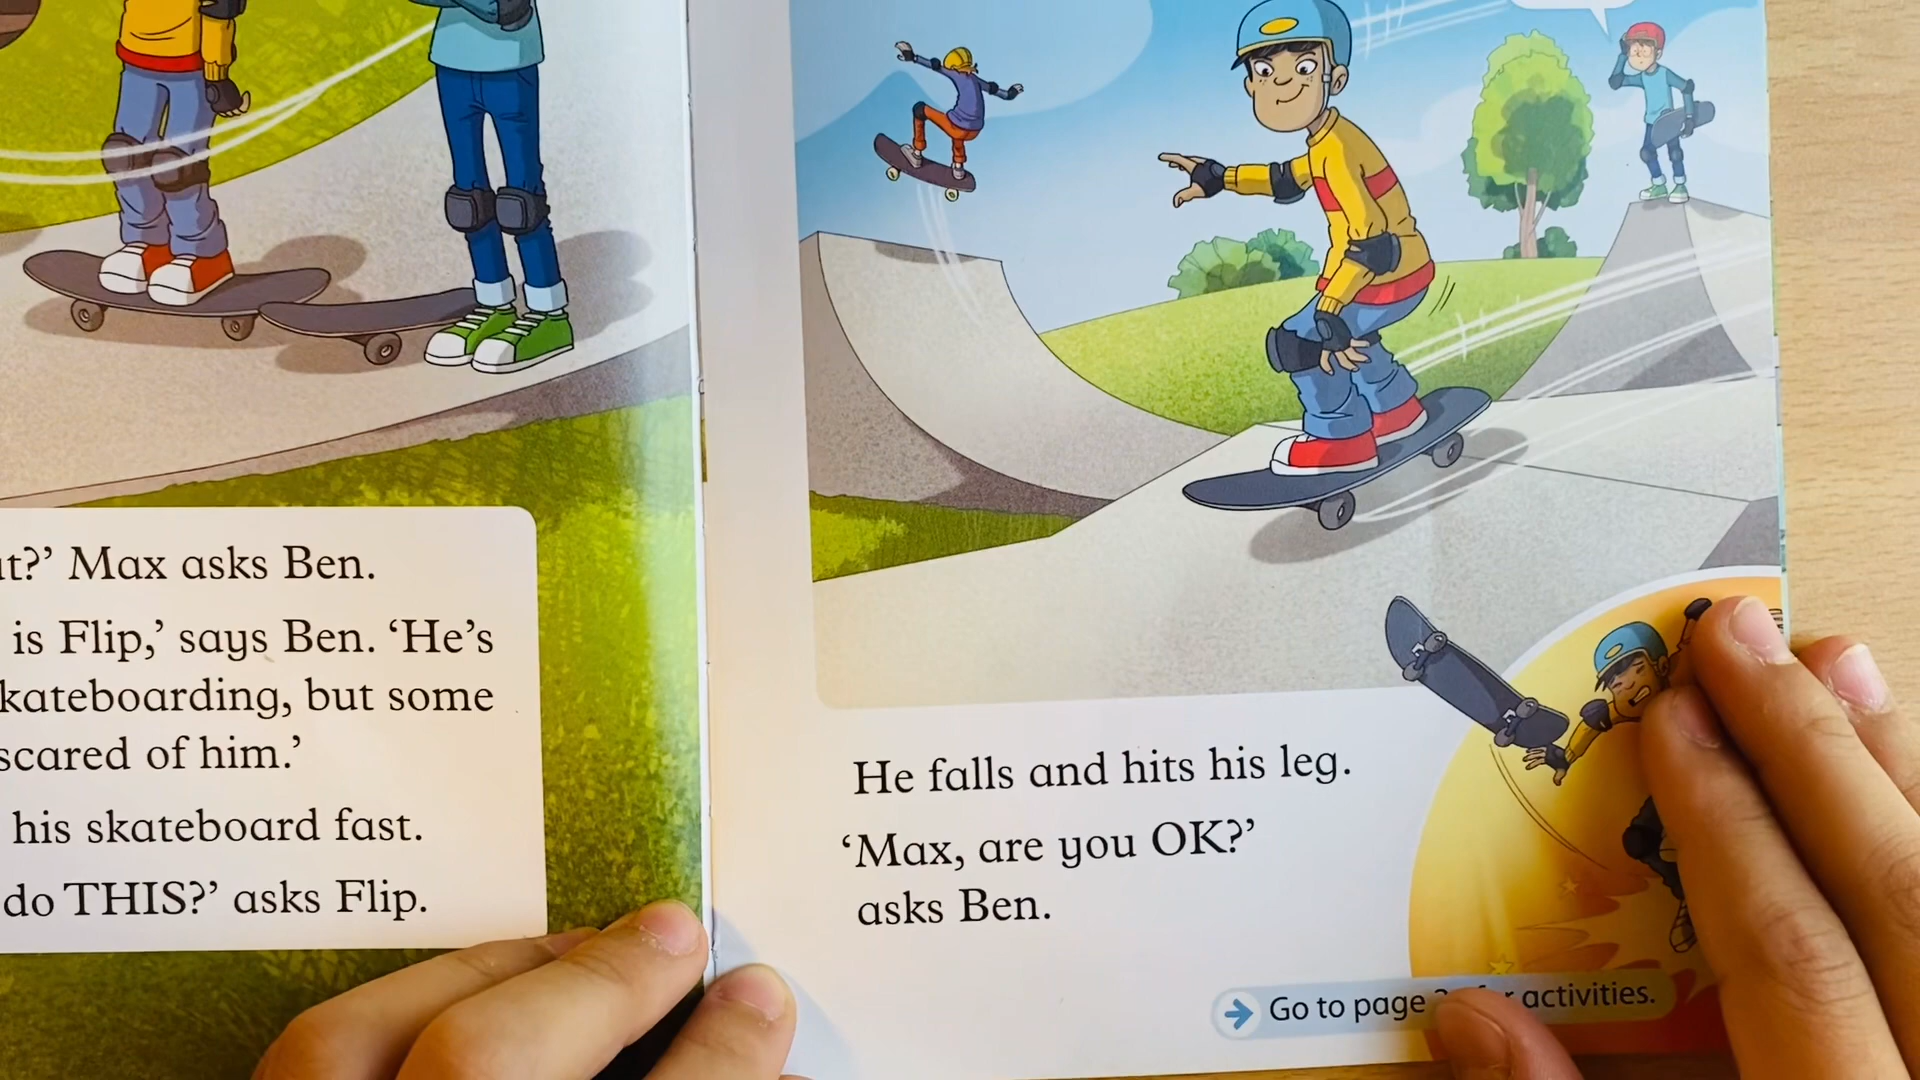 ?’ Max asks Ben.
is Flip,’ says Ben. ‘He’s
skateboarding, but some
scared of him.’
his skateboard fast.
do THIS?’ asks Flip.
He falls and hits his leg.
‘Max, are you OK?’
asks Ben.
Go to page activities.